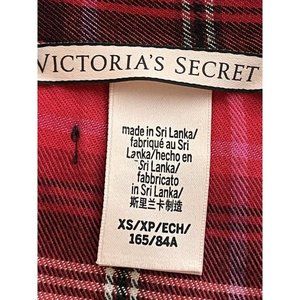 VICTORIA'S SECRET
made in Sri Lanka/
fabriqué au Sri
Lanka/hecho en
Sri Lanka/
fabbricato
in Sri Lanka/
斯里兰卡制造
XS/XP/ECH/
165/84A